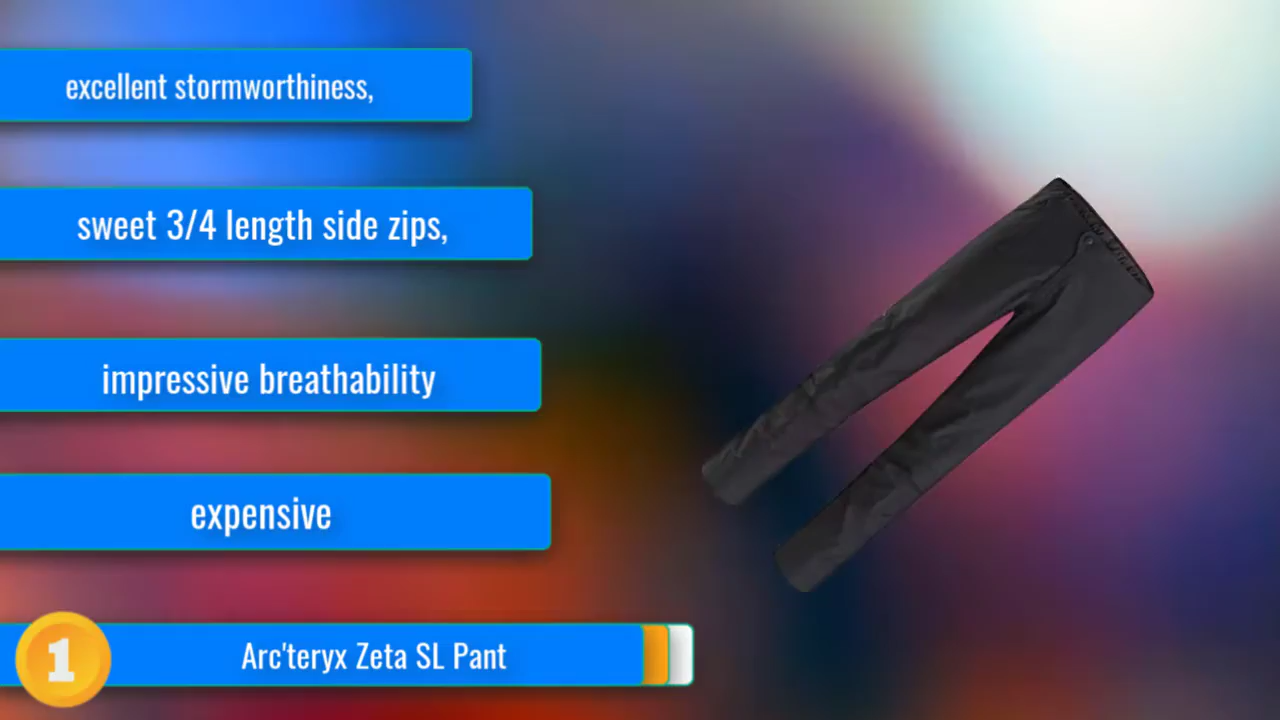 excellent stormworthiness,
sweet 3/4 length side zips,
impressive breathability
expensive
1
Arc'teryx Zeta SL Pant